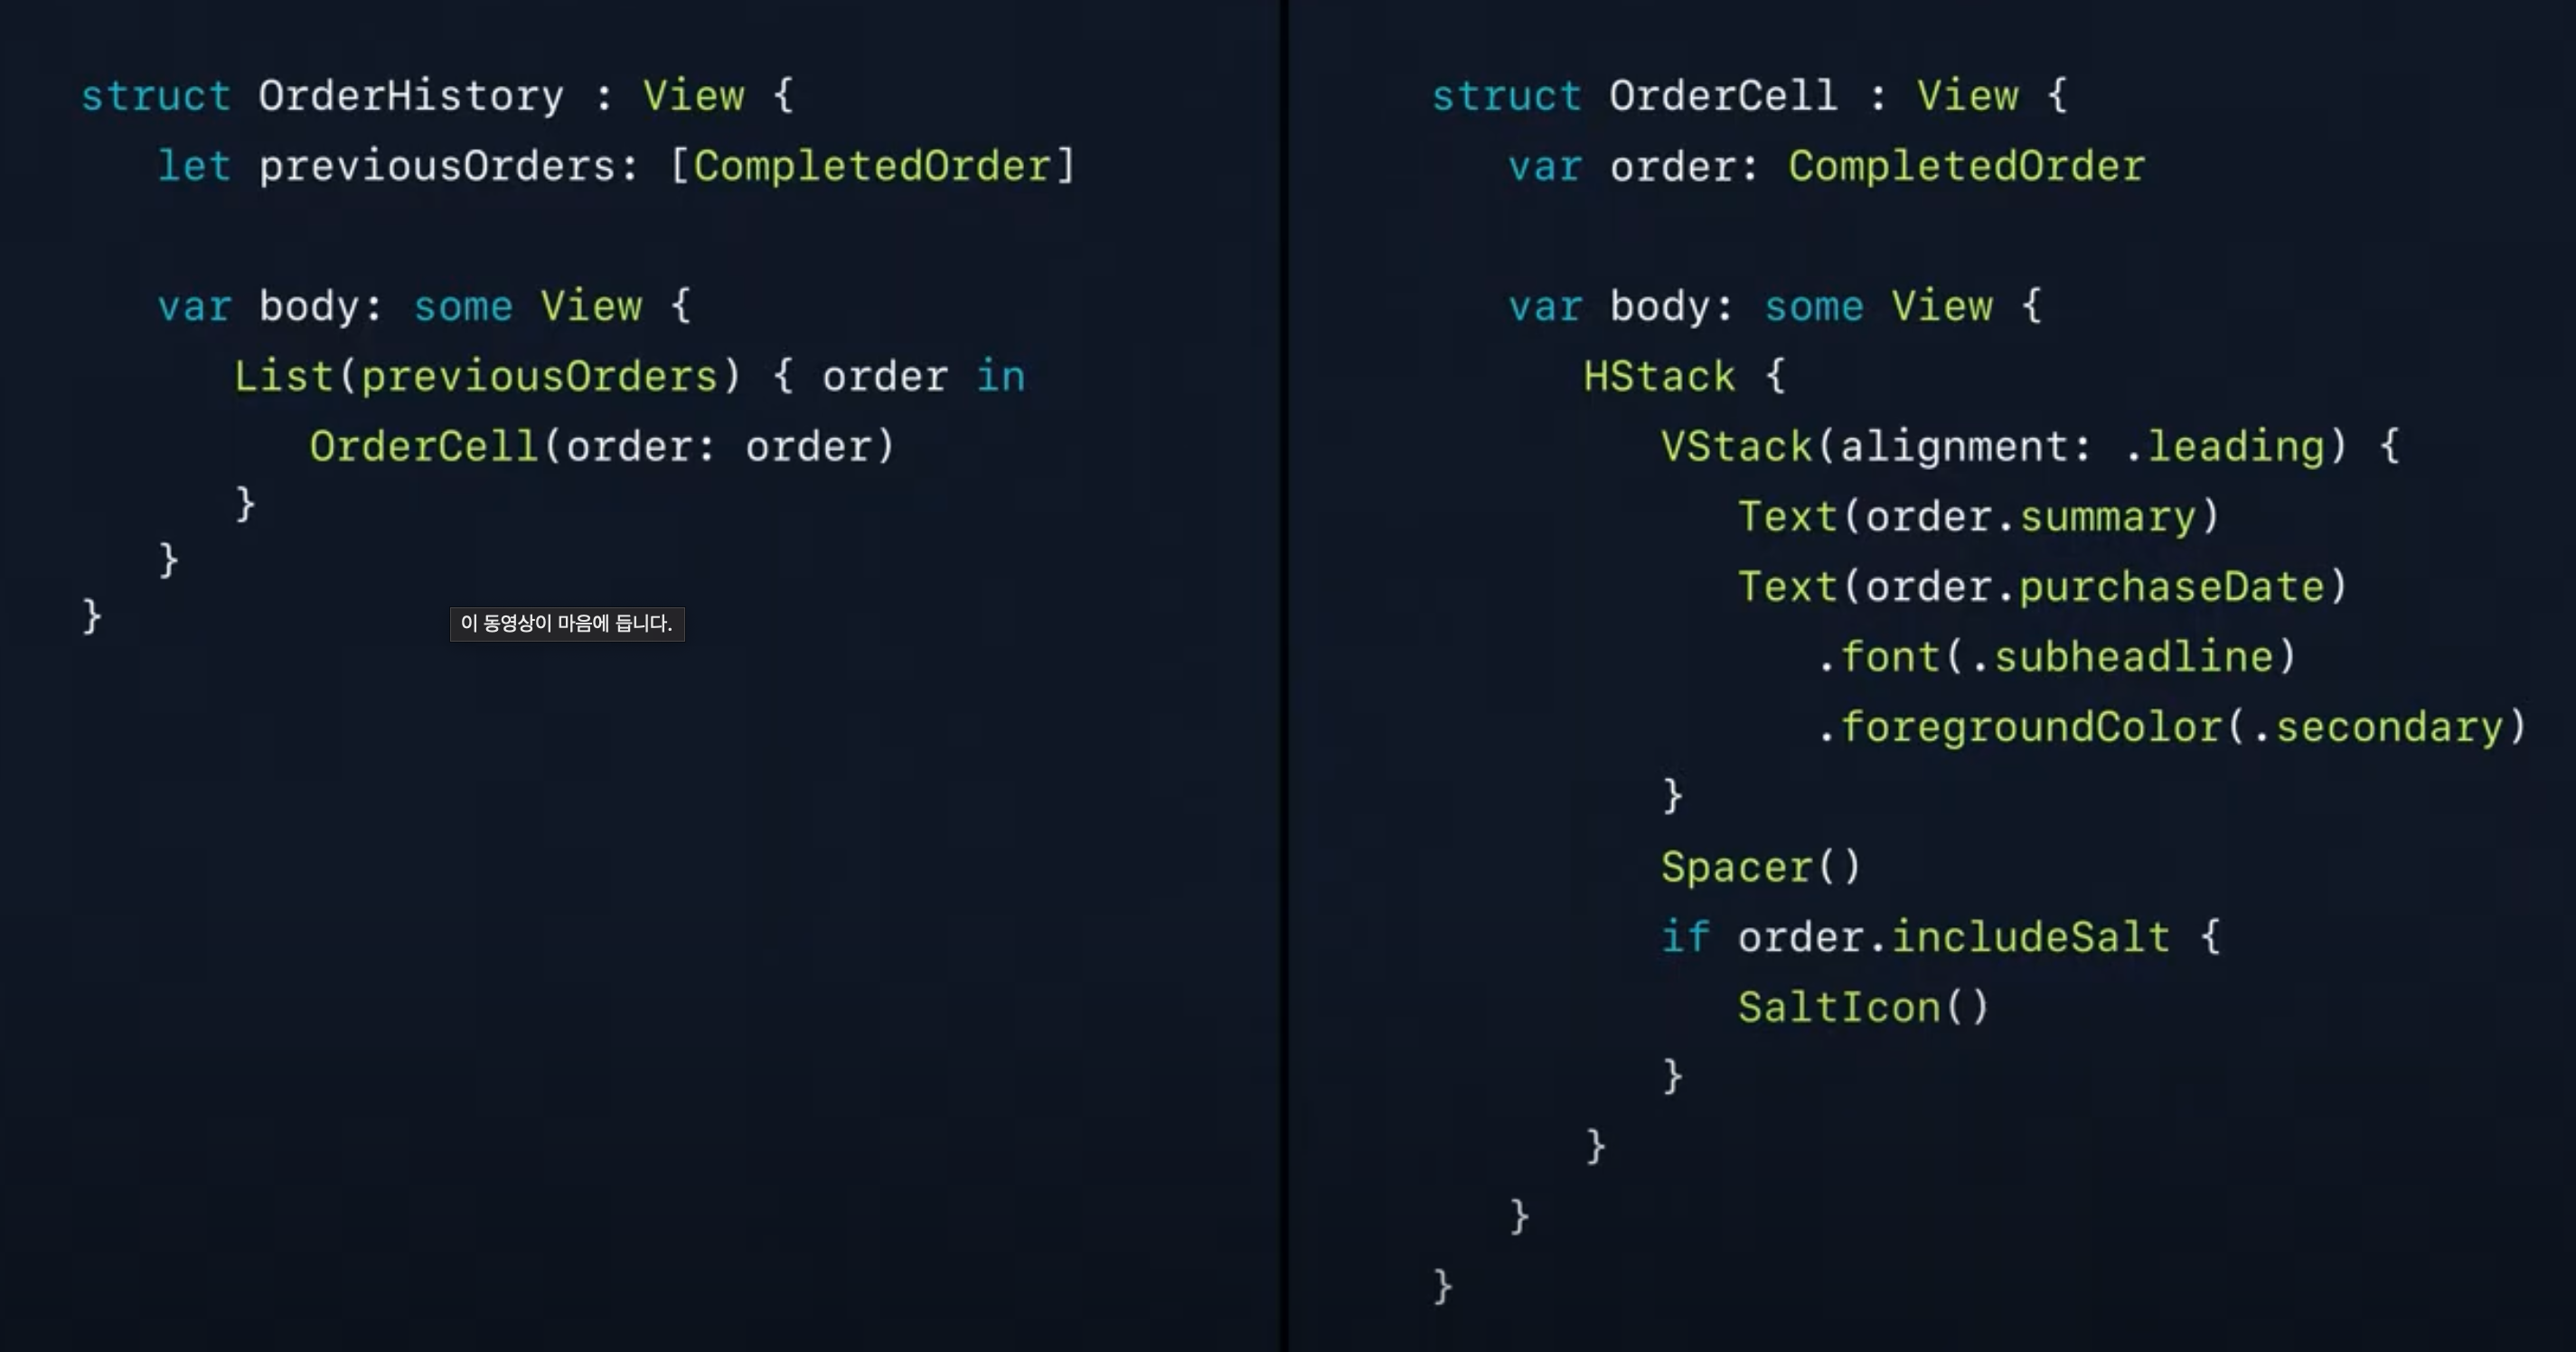 struct OrderHistory : View {
let previousOrders: [CompletedOrder]
var body: some View {
List(previousOrders) { order in
OrderCell(order: order)
}
}
}
이 동영상이 마음에 듭니다.
struct OrderCell : View {
var order: CompletedOrder
var body: some View {
HStack {
VStack(alignment: .leading) {
Text(order.summary)
Text(order.purchaseDate)
.font(.subheadline)
.foregroundColor(.secondary)
}
Spacer()
if order.includeSalt {
SaltIcon()
}
}
}
}